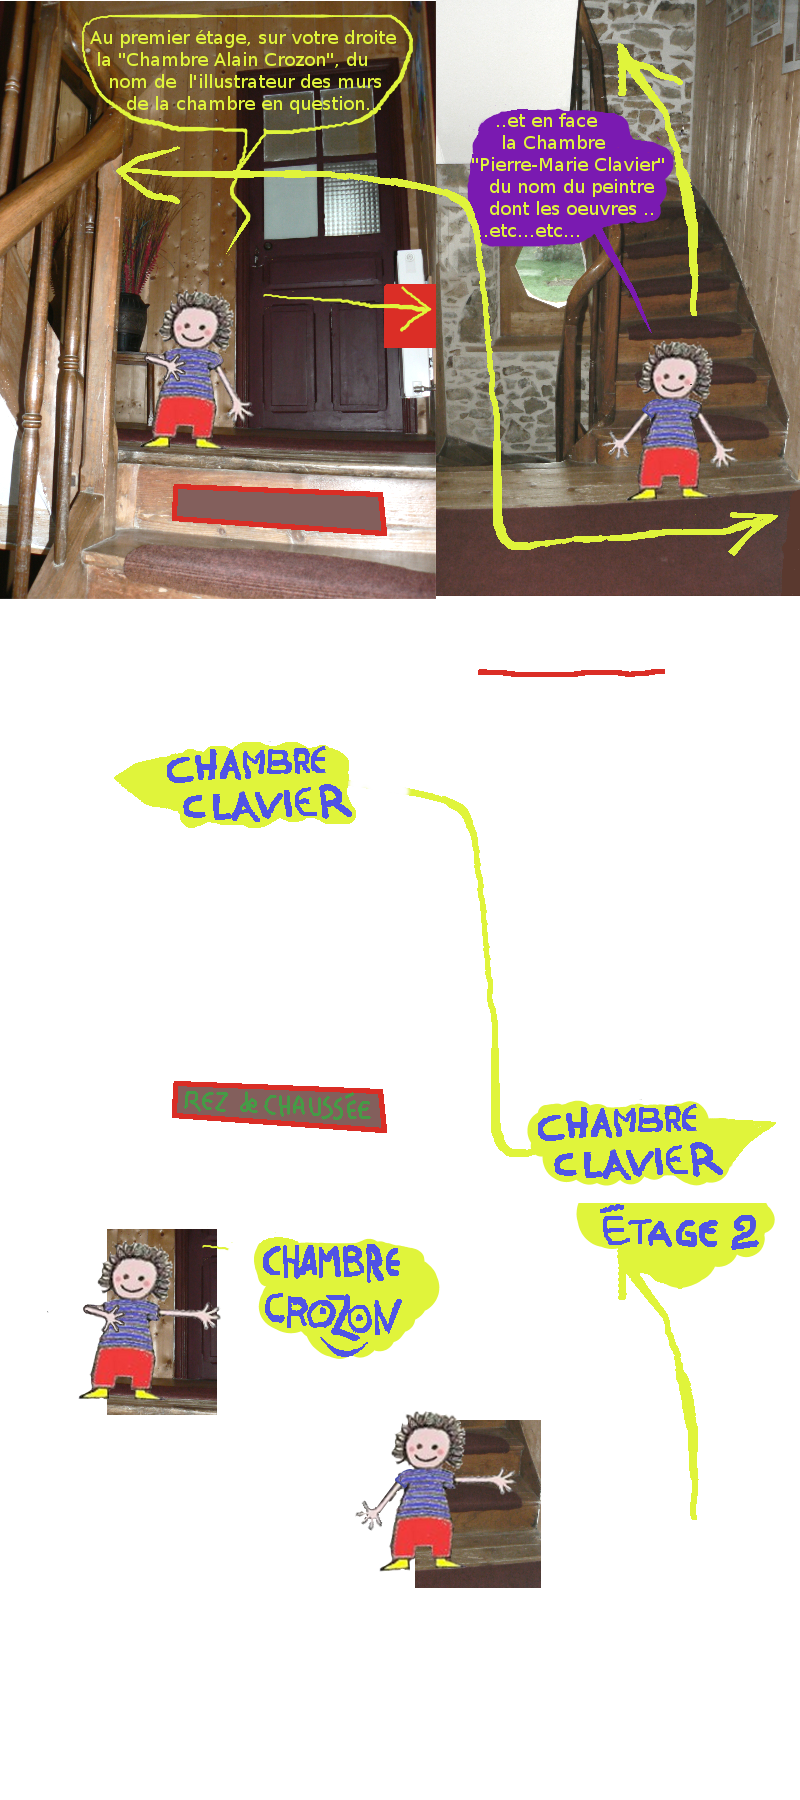 Au premier étage, sur votre droite
la "Chambre Alain Crozon", du
nom de l'illustrateur des murs
de la chambre en question...
..et en face
la Chambre
"Pierre-Marie Clavier"
du nom du peintre
dont les oeuvres ..
..etc...etc...
CHAMBRE
CLAVIER
REZ de CHAUSSÉE
CHAMBRE
CLAVIER
ÉTAGE 2
CHAMBRE
CROZON